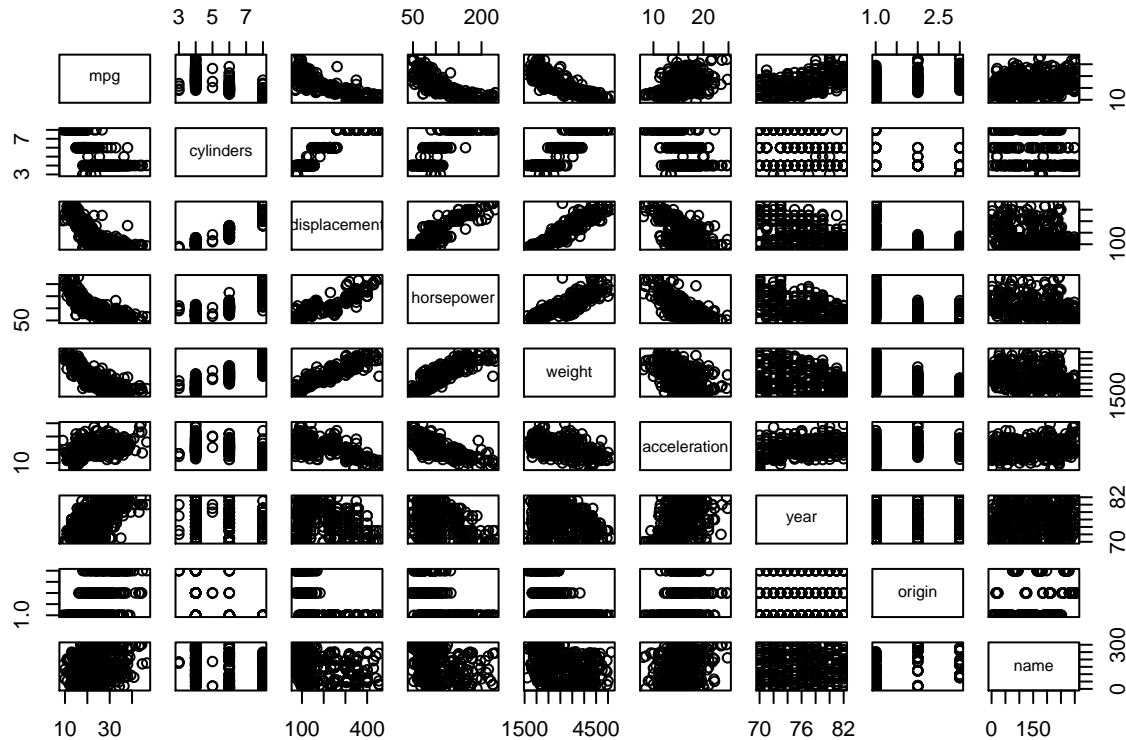 3 5 7 50 200 10 20 1.0 2.5
mpg 10
7 3 cylinders
displacement 100
50 horsepower
weight 1500
10 acceleration
year 82 70
1.0 origin
name 300 0
10 30 100 400 1500 4500 70 76 82 0 150